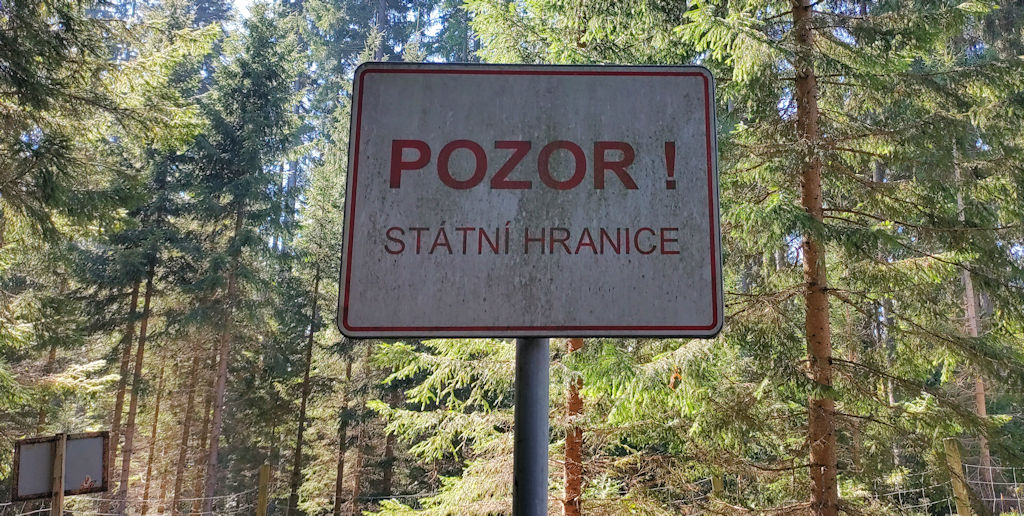 POZOR !
STÁTNÍ HRANICE